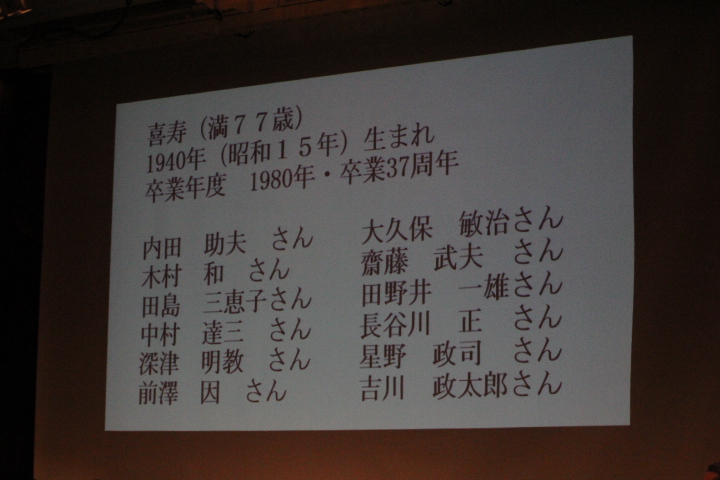 喜寿（満７７歳）
1940年（昭和１５年）生まれ
卒業年度　1980年・卒業37周年
内田　助夫　さん
木村　和　さん
田島　三恵子さん
中村　達三　さん
深津　明教　さん
前澤　因　さん
大久保　敏治さん
齋藤　武夫　さん
田野井　一雄さん
長谷川　正　さん
星野　政司　さん
吉川　政太郎さん